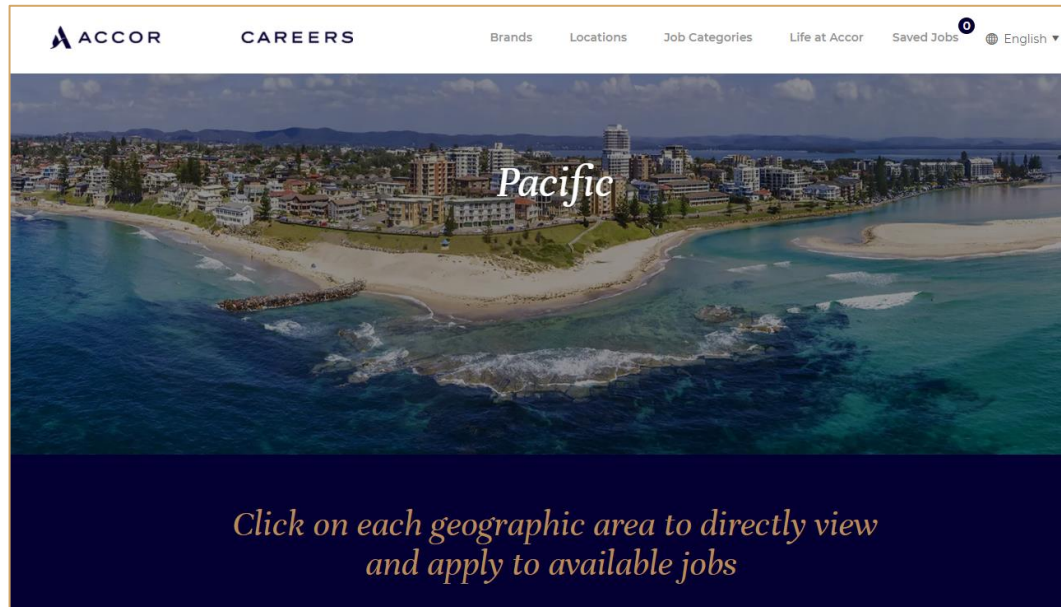 ACCOR CAREERS Brands Locations Job Categories Life at Accor Saved Jobs 0 English
Pacific
Click on each geographic area to directly view
and apply to available jobs